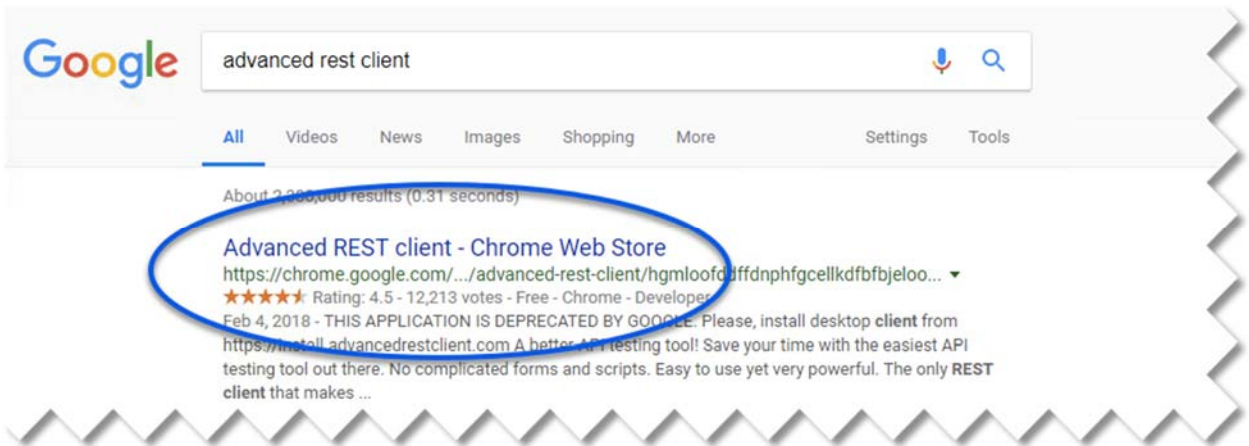 Google
advanced rest client
All Videos News Images Shopping More Settings Tools
About 2,380,000 results (0.31 seconds)
Advanced REST client - Chrome Web Store
https://chrome.google.com/.../advanced-rest-client/hgmloofddffdnphfgcellkdfbfbjeloo...
Rating: 4.5 - 12,213 votes - Free - Chrome - Developer
Feb 4, 2018 - THIS APPLICATION IS DEPRECATED BY GOOGLE. Please, install desktop client from
https://install.advancedrestclient.com A better API testing tool! Save your time with the easiest API
testing tool out there. No complicated forms and scripts. Easy to use yet very powerful. The only REST
client that makes ...